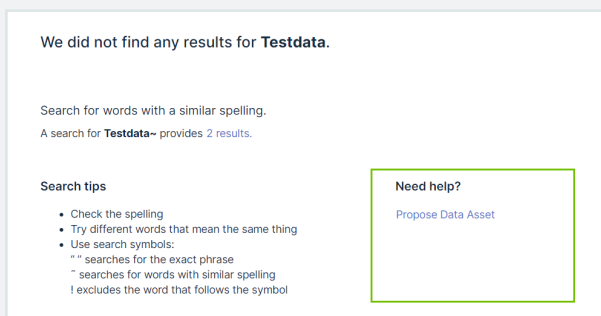 We did not find any results for Testdata.
Search for words with a similar spelling.
A search for Testdata~ provides 2 results.
Search tips
• Check the spelling
• Try different words that mean the same thing
• Use search symbols:
" " searches for the exact phrase
~ searches for words with similar spelling
! excludes the word that follows the symbol
Need help?
Propose Data Asset